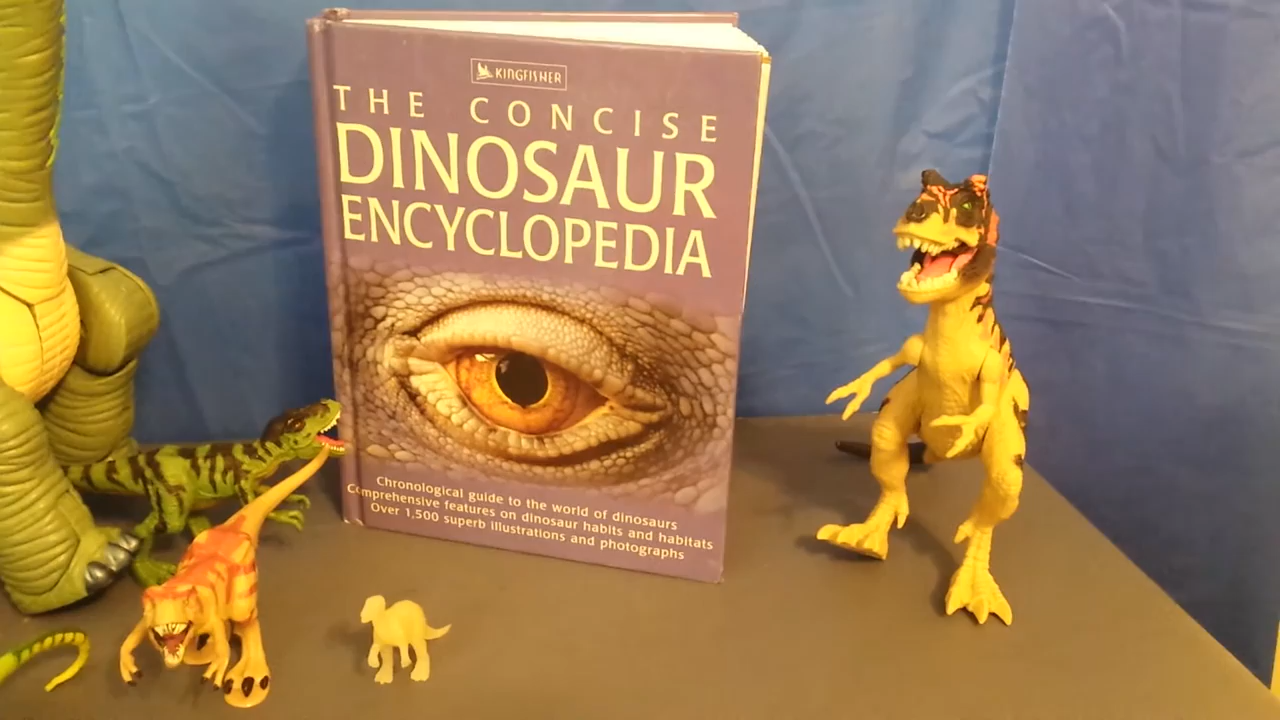 KINGFISHER
THE CONCISE
DINOSAUR
ENCYCLOPEDIA
Chronological guide to the world of dinosaurs
Comprehensive features on dinosaur habits and habitats
Over 1,500 superb illustrations and photographs